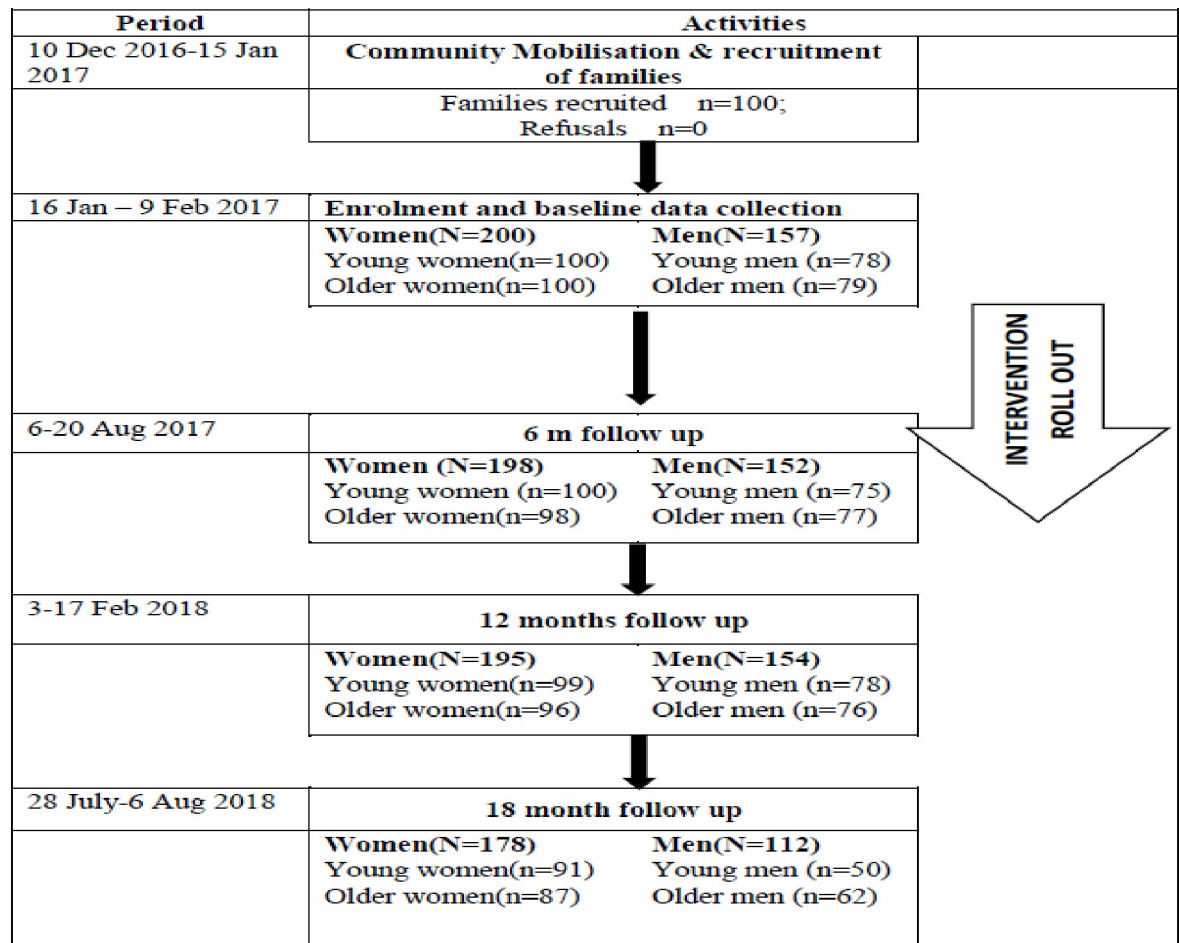 Period Activities
10 Dec 2016-15 Jan
2017
Community Mobilisation & recruitment
of families
Families recruited n=100;
Refusals n=0
16 Jan – 9 Feb 2017
Enrolment and baseline data collection
Women(N=200) Men(N=157)
Young women(n=100) Young men (n=78)
Older women(n=100) Older men (n=79)
INTERVENTION
ROLL OUT
6-20 Aug 2017
6 m follow up
Women (N=198) Men(N=152)
Young women (n=100) Young men (n=75)
Older women(n=98) Older men (n=77)
3-17 Feb 2018
12 months follow up
Women(N=195) Men(N=154)
Young women(n=99) Young men (n=78)
Older women(n=96) Older men (n=76)
28 July-6 Aug 2018
18 month follow up
Women(N=178) Men(N=112)
Young women(n=91) Young men (n=50)
Older women(n=87) Older men (n=62)